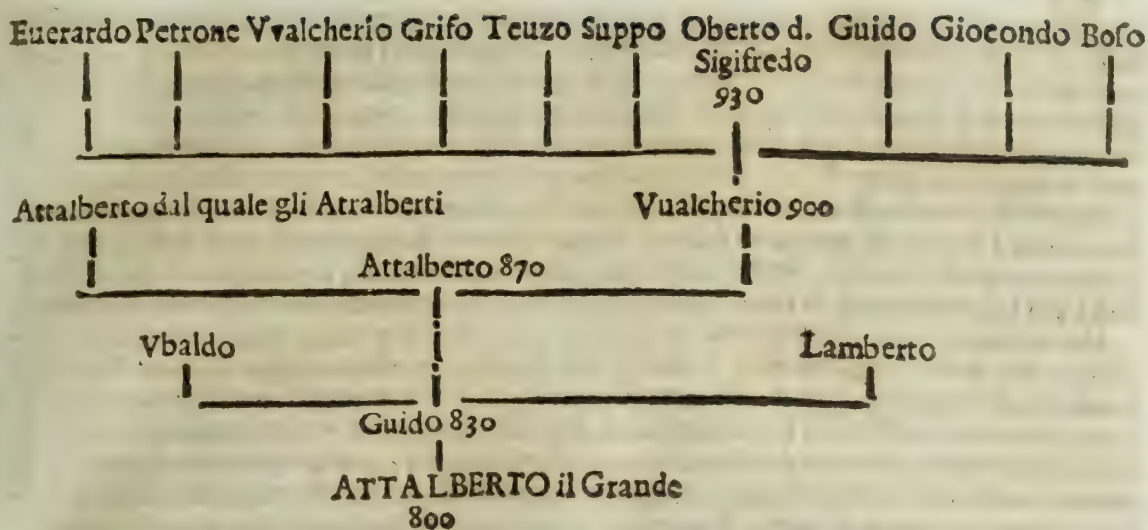 Euerardo Petrone Vvalcherio Grifo Teuzo Suppo Oberto d. Guido Giocondo Boſo
Sigifredo
930
Attalberto dal quale gli Attralberti Vualcherio 900
Attalberto 870
Vbaldo Lamberto
Guido 830
ATTALBERTO il Grande
800